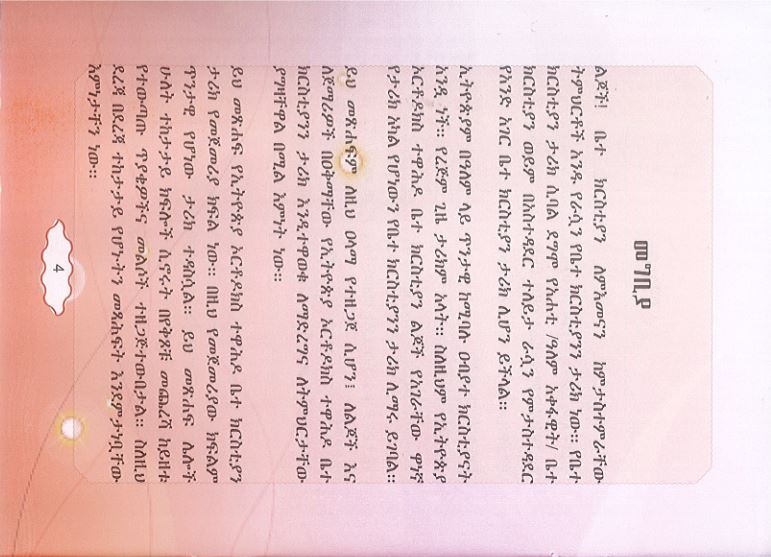 መግቢያ
ልጆች! ቤተ ክርስቲያን ለምእመናን ከምታስተምራቸው
ትምህርቶች አንዱ የራሷን የቤተ ክርስቲያንን ታሪክ ነው፡፡ የቤተ
ክርስቲያን ታሪክ ሲባል ደግሞ የአሐቲ /ዓለም አቀፋዊት/ ቤተ
ክርስቲያን ወይም በአስተዳደር ተለይታ ራሷን የምታስተዳደር
የአንድ አገር ቤተ ክርስቲያን ታሪክ ሊሆን ይችላል፡፡
ኢትዮጵያም በዓለም ላይ ጥንታዊ ከሚባሉ ዐብያተ ክርስቲያናት
አንዷ ነች፡፡ የረጅም ጊዜ ታሪክም አላት፡፡ ስለዚህም የኢትዮጵያ
ኦርቶዶክስ ተዋሕዶ ቤተ ክርስቲያን ልጆች የአገራቸው ዋነኛ
የታሪክ አካል የሆነውን የቤተ ክርስቲያንን ታሪክ ሊማሩ ይገባል፡፡
ይህ መጽሐፍም ለዚህ ዐላማ የተዘጋጀ ሲሆን፤ ለልጆች እና
ለጀማሪዎች በዐቅማቸው የኢትዮጵያ ኦርቶዶክስ ተዋሕዶ ቤተ
ክርስቲያንን ታሪክ እንዲተዋወቁ ለማድረግና ለትምህርታቸው
ያግዛቸዋል በሚል እምነት ነው፡፡
ይህ መጽሐፍ የኢትዮጵያ ኦርቶዶክስ ተዋሕዶ ቤተ ክርስቲያን
ታሪክ የመጀመሪያ ክፍል ነው፡፡ በዚህ የመጀመሪያው ክፍልም
ጥንታዊ የሆነው ታሪክ ተዳስሷል፡፡ ይህ መጽሐፍ ሌሎች
ሁለት ተከታታይ ክፍሎች ሲኖሩት በየቅጾቹ መጨረሻ ከይዘቱ
የተውጣጡ ጥያቄዎችና መልሶች ተዘጋጅተውበታል፡፡ ስለዚህ
ደረጃ በደረጃ ተከታታይ የሆኑትን መጻሕፍት እንደምታነቧቸው
እምነታችን ነው፡፡
4